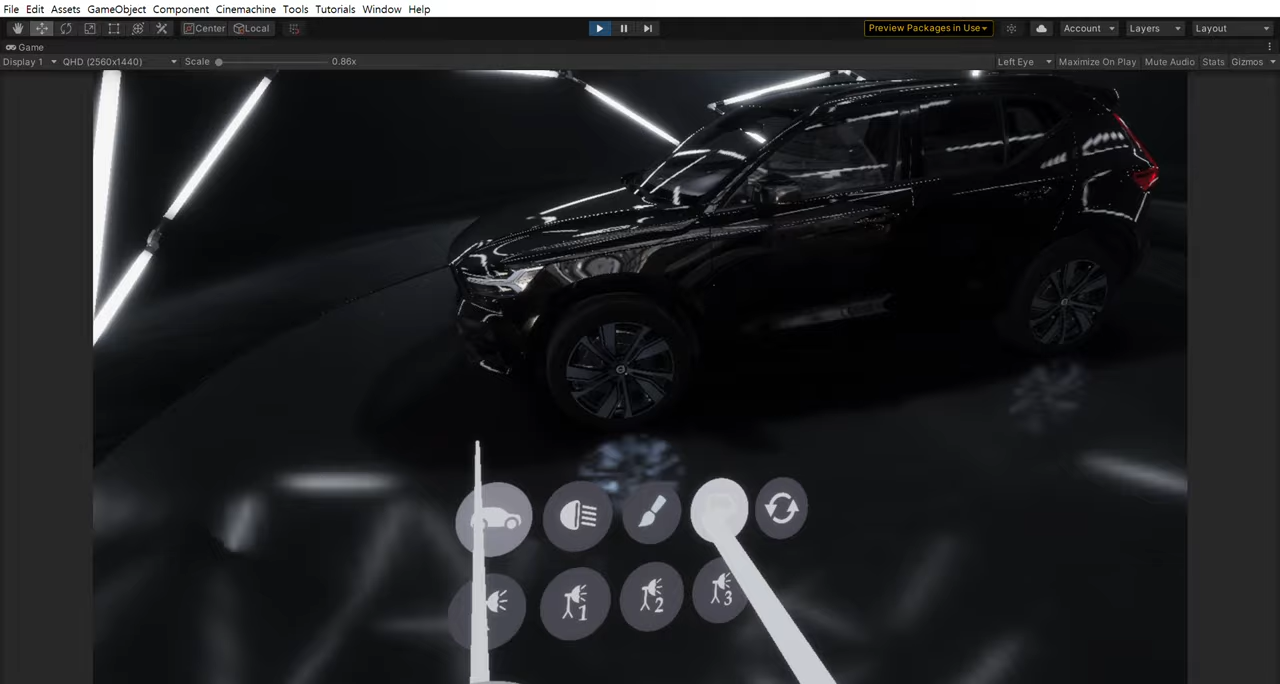 File Edit Assets GameObject Component Cinemachine Tools Tutorials Window Help
Center Local Preview Packages in Use Account Layers Layout
Game
Display 1 QHD (2560x1440) Scale 0.86x Left Eye Maximize On Play Mute Audio Stats Gizmos
1 2 3